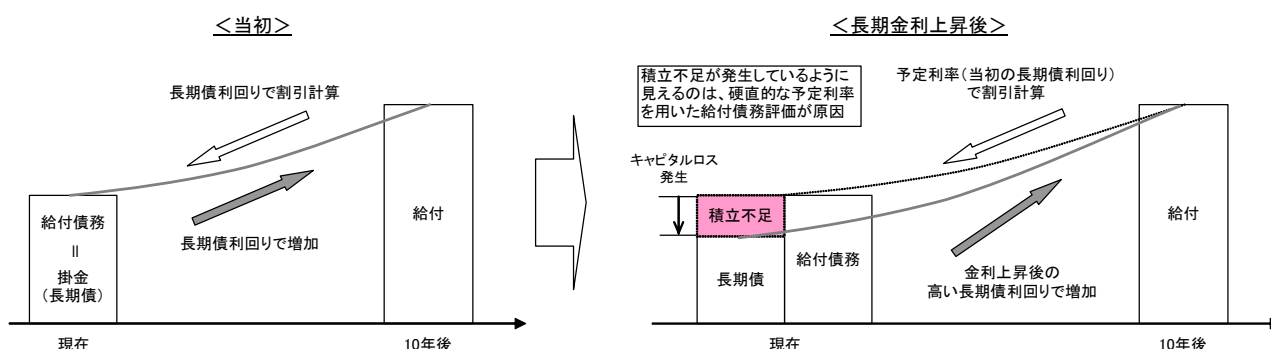 ＜当初＞
長期債利回りで割引計算
給付債務
＝
掛金
（長期債）
長期債利回りで増加
給付
現在
10年後
＜長期金利上昇後＞
積立不足が発生しているように
見えるのは、硬直的な予定利率
を用いた給付債務評価が原因
予定利率（当初の長期債利回り）
で割引計算
キャピタルロス
発生
積立不足
長期債
給付債務
給付
金利上昇後の
高い長期債利回りで増加
現在
10年後